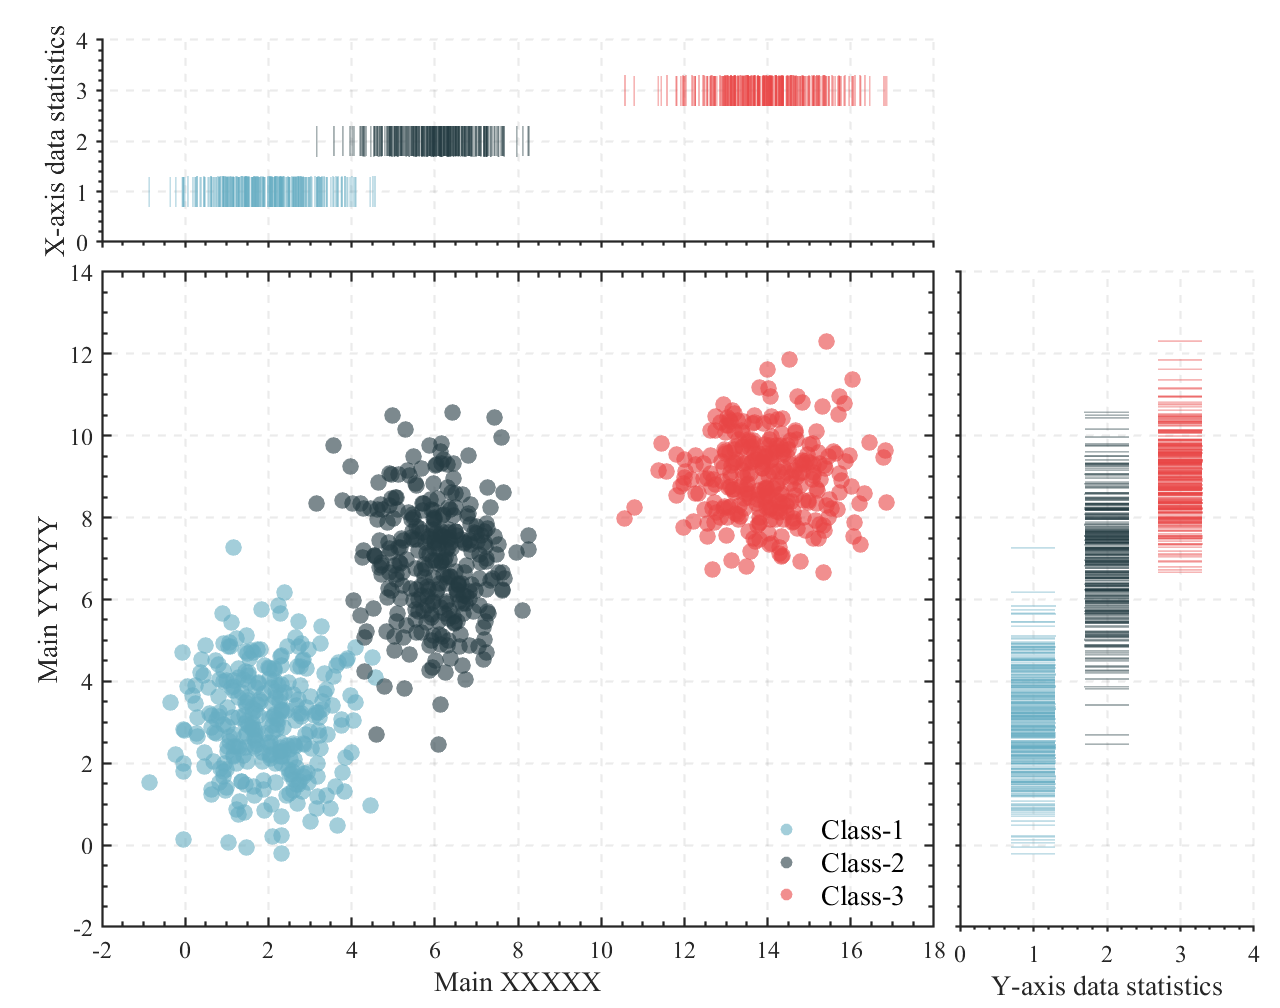 X-axis data statistics
4
3
2
1
0
Main YYYYY
14
12
10
8
6
4
2
0
-2
-2 0 2 4 6 8 10 12 14 16 18
Main XXXXX
Class-1
Class-2
Class-3
0 1 2 3 4
Y-axis data statistics